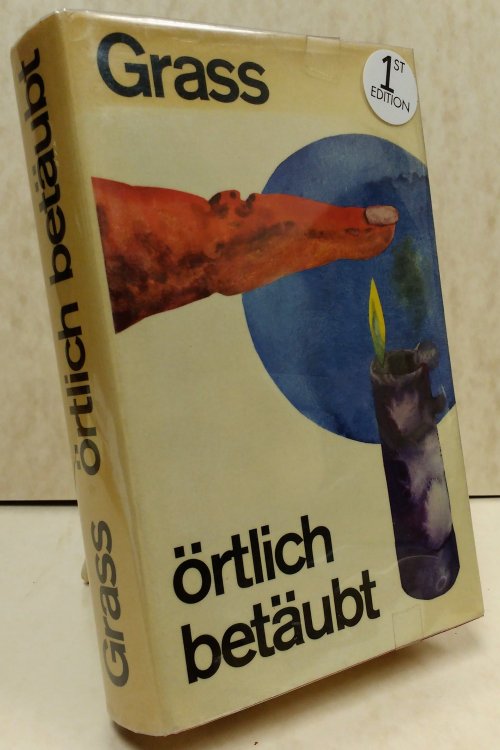 Grass
1ST
EDITION
örtlich
betäubt
Grass örtlich betäubt